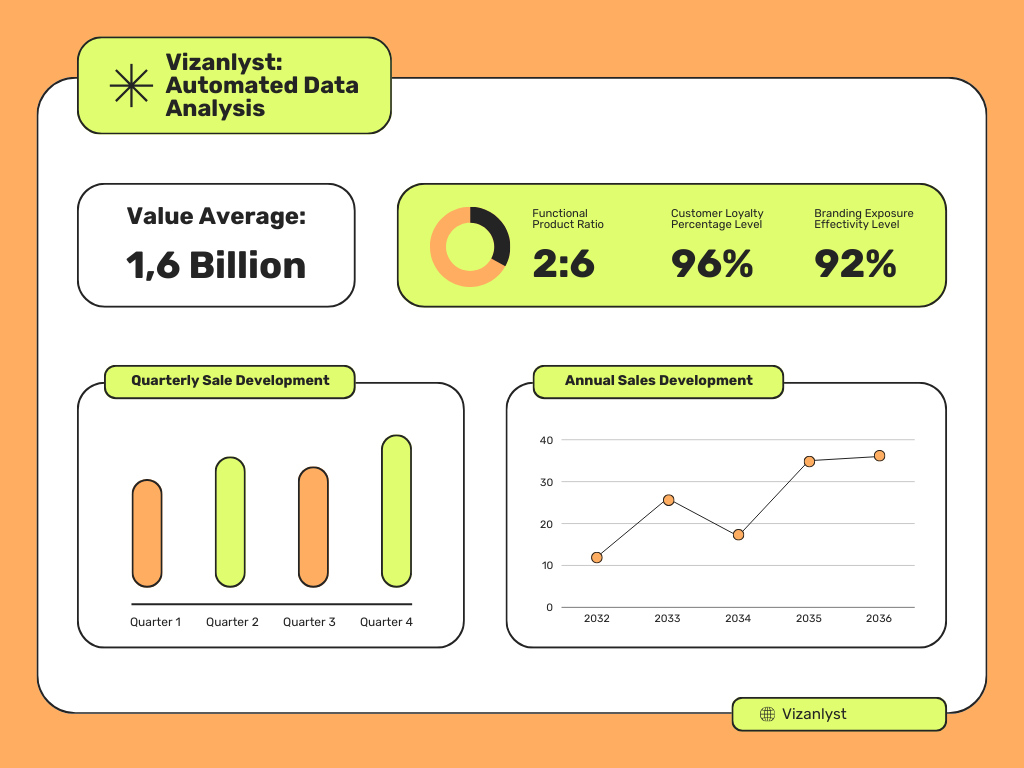 Vizanlyst:
Automated Data
Analysis
Value Average:
1,6 Billion
Functional
Product Ratio
2:6
Customer Loyalty
Percentage Level
96%
Branding Exposure
Effectivity Level
92%
Quarterly Sale Development
Quarter 1 Quarter 2 Quarter 3 Quarter 4
Annual Sales Development
40
30
20
10
0
2032 2033 2034 2035 2036
Vizanlyst